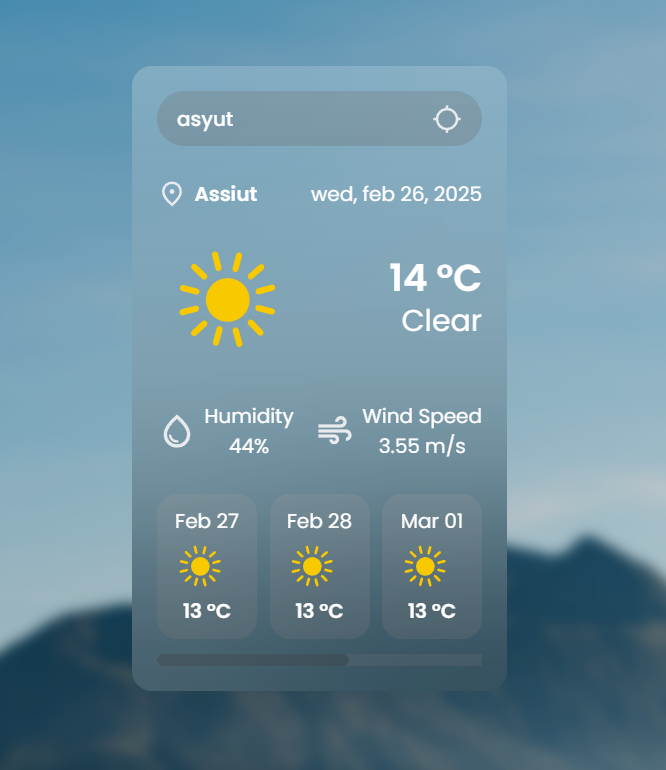 asyut
Assiut wed, feb 26, 2025
14 °C
Clear
Humidity Wind Speed
44% 3.55 m/s
Feb 27 Feb 28 Mar 01
13 °C 13 °C 13 °C